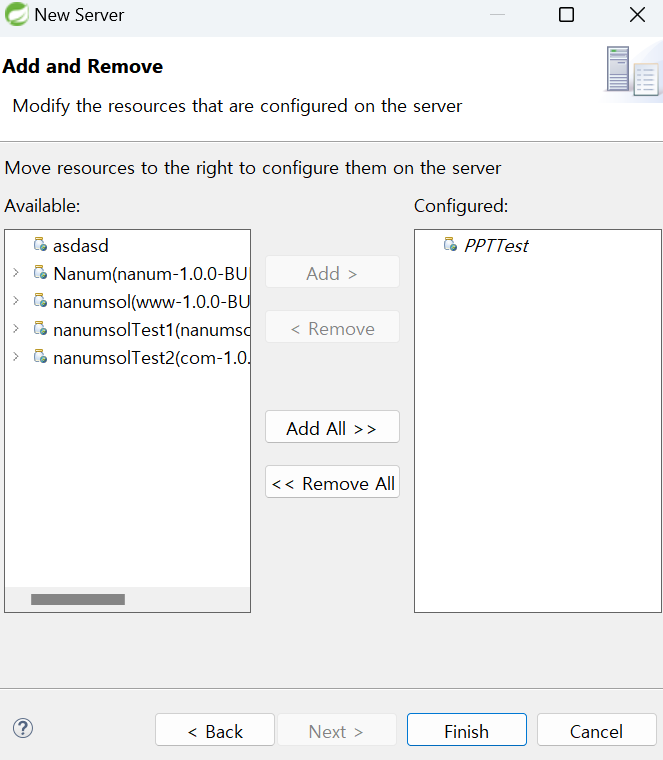 New Server
Add and Remove
Modify the resources that are configured on the server
Move resources to the right to configure them on the server
Available:
Configured:
asdasd
Nanum(nanum-1.0.0-BU
nanumsol(www-1.0.0-BU
nanumsolTest1(nanumsc
nanumsolTest2(com-1.0.
Add >
< Remove
Add All >>
<< Remove All
PPTTest
?
< Back
Next >
Finish
Cancel